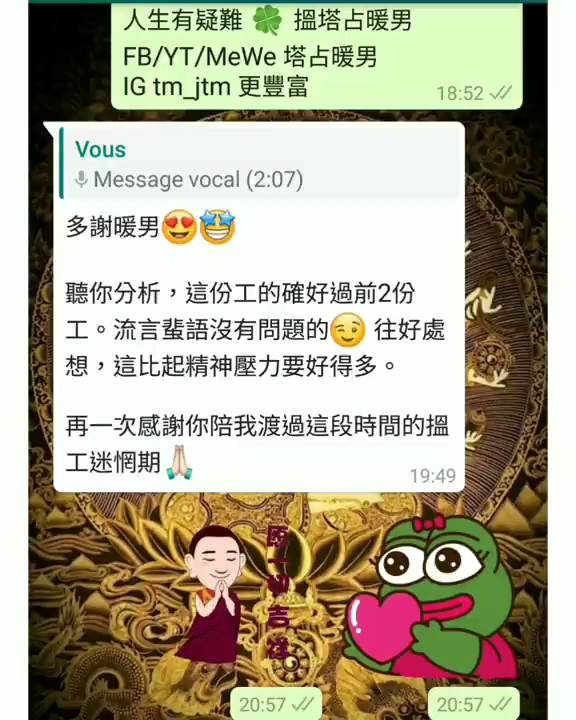 人生有疑難 🍀 搵塔占暖男
FB/YT/MeWe 塔占暖男
IG tm_jtm 更豐富
18:52
Vous
Message vocal (2:07)
多謝暖男😍🤩
聽你分析，這份工的確好過前2份
工。流言蜚語沒有問題的😉 往好處
想，這比起精神壓力要好得多。
再一次感謝你陪我渡過這段時間的搵
工迷惘期🙏🏻
19:49
願一切吉祥
20:57
20:57